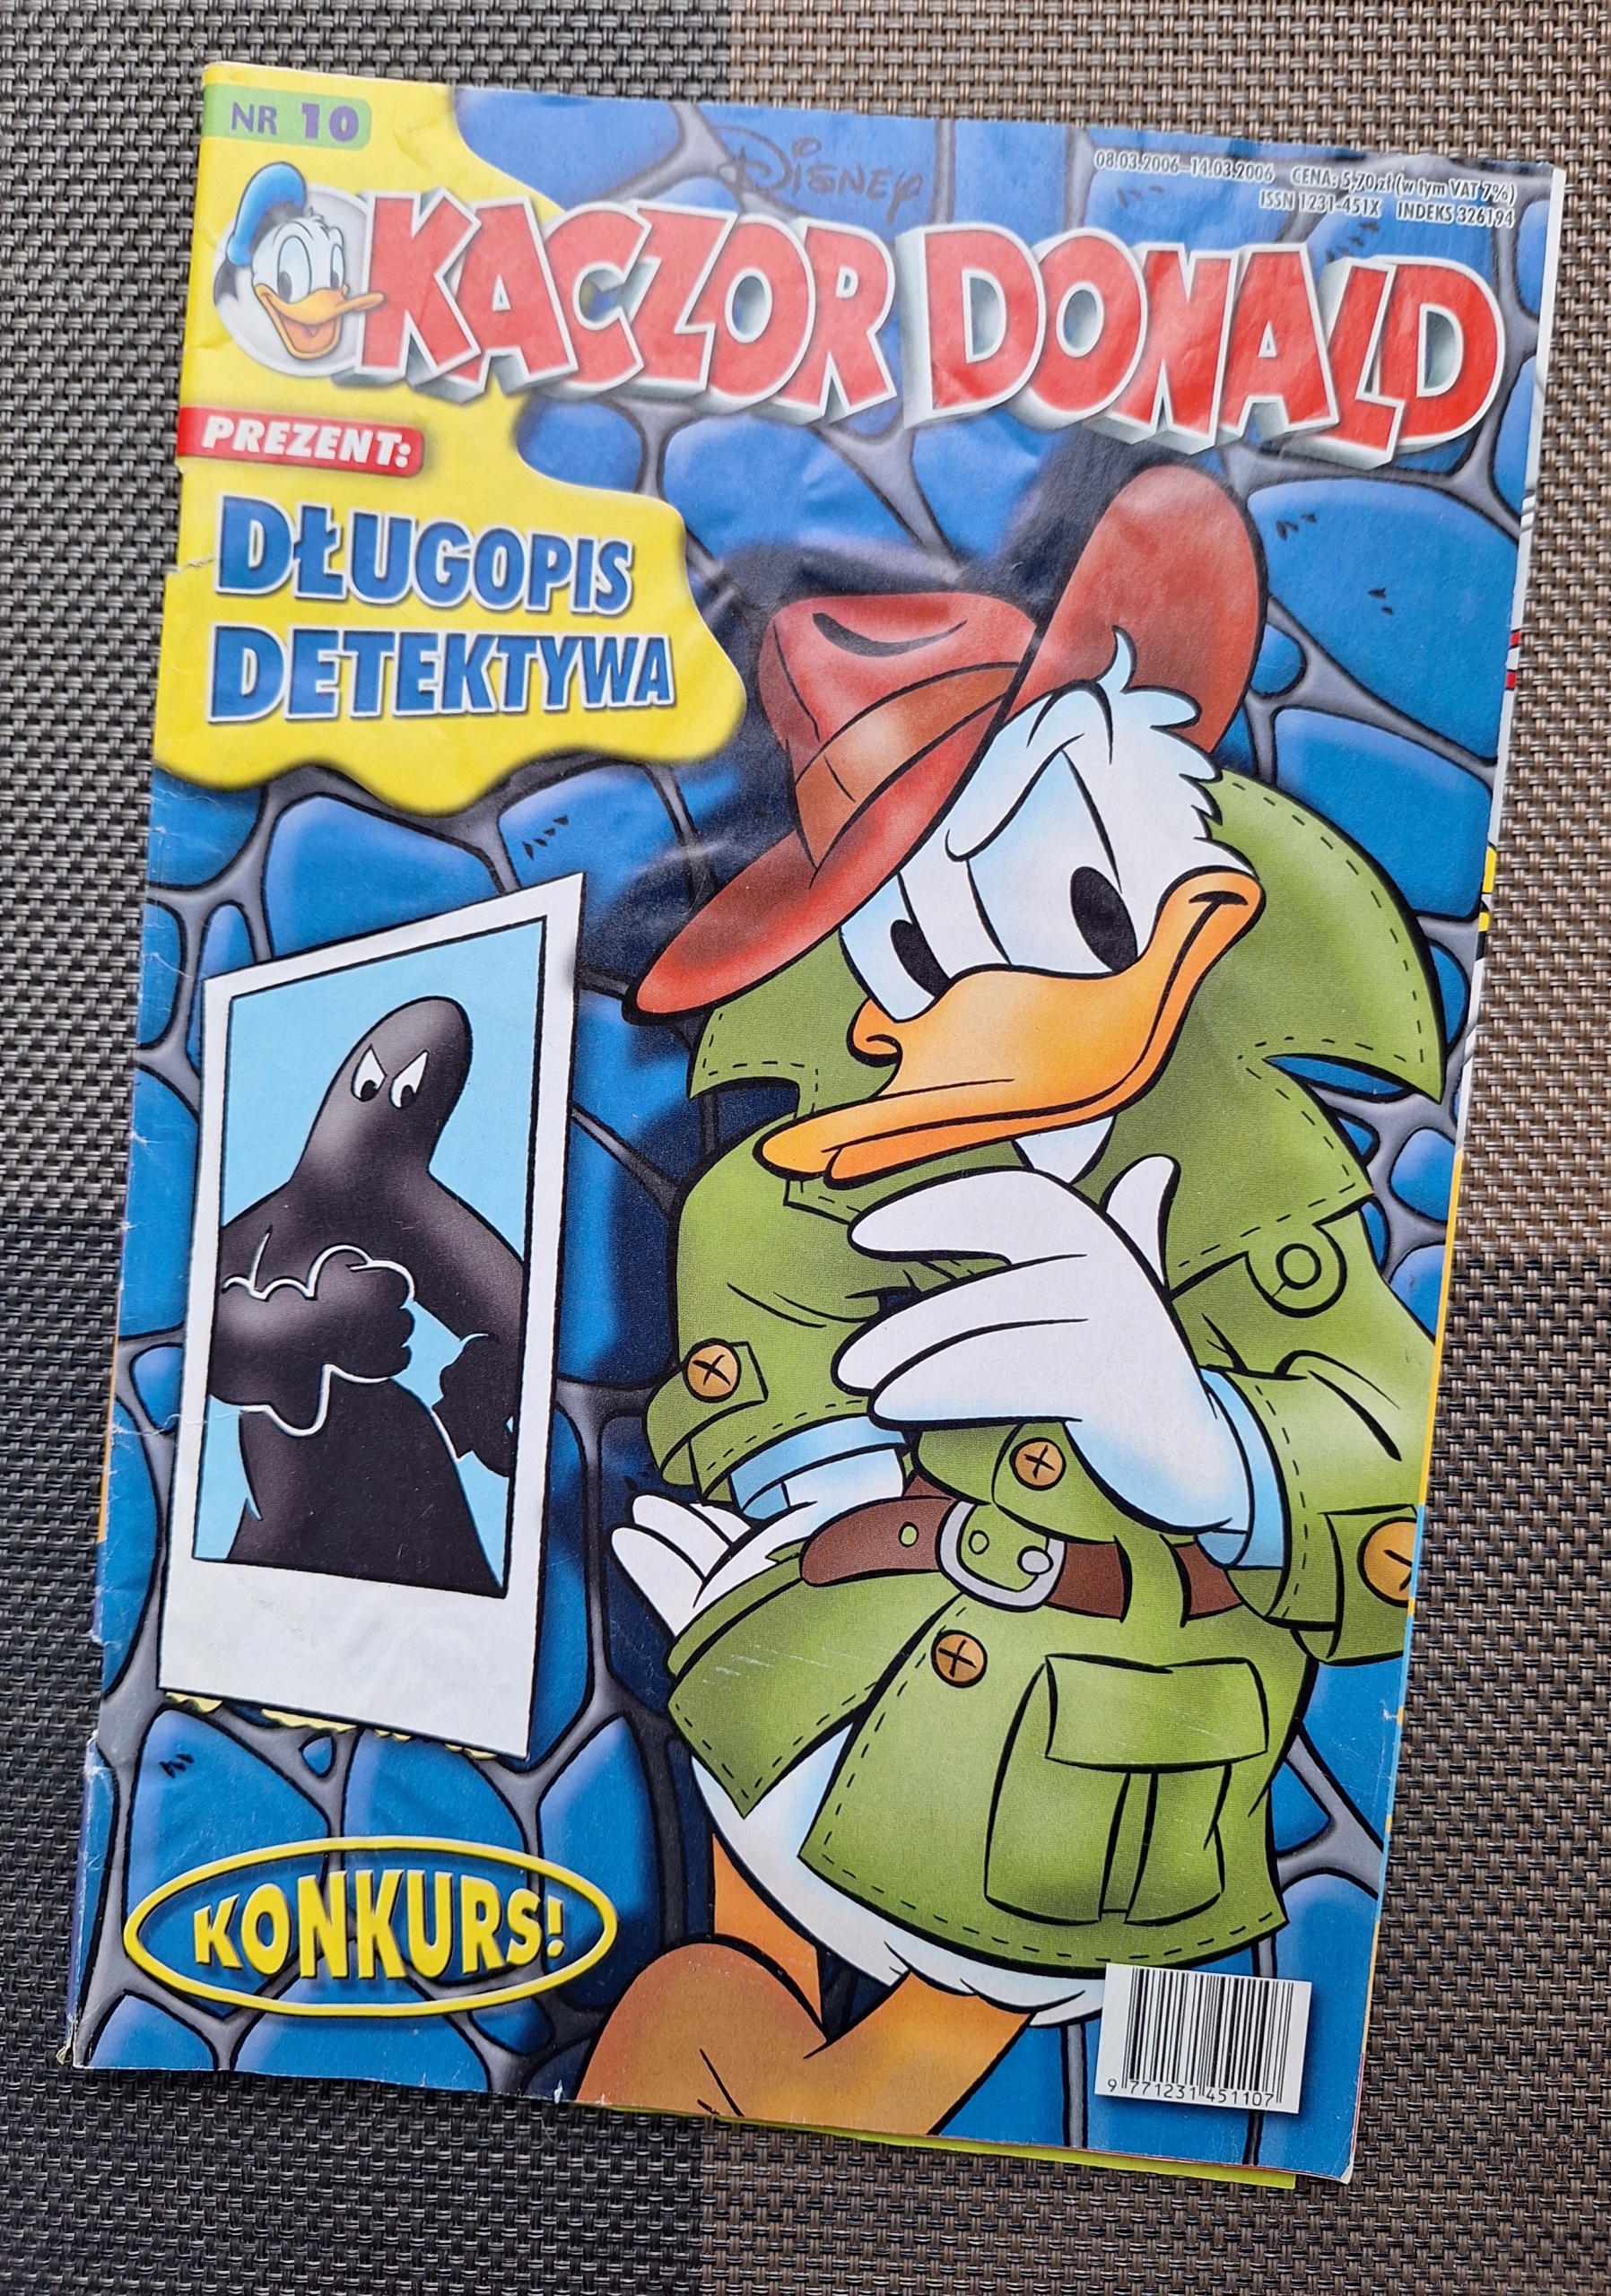 NR 10
Disney
08.03.2006–14.03.2006 CENA: 5,70 zł (w tym VAT 7%)
ISSN 1231-451X INDEKS 326194
KACZOR DONALD
PREZENT:
DŁUGOPIS
DETEKTYWA
KONKURS!
9 771231 451107